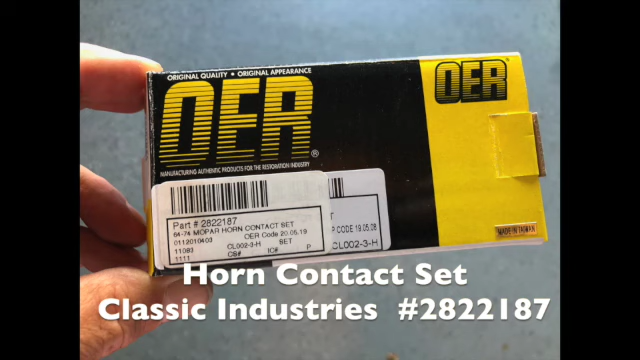 ORIGINAL QUALITY • ORIGINAL APPEARANCE
OER®
MANUFACTURING AUTHENTIC PRODUCTS FOR THE RESTORATION INDUSTRY
OER
Part # 2822187
64-74 MOPAR HORN CONTACT SET
OER Code 20.05.19
0112010403
11083 CL002-3-H SET
1111 CB# IC# P
T
P CODE 19.05.28
CL002-3-H
MADE IN TAIWAN
Horn Contact Set
Classic Industries #2822187